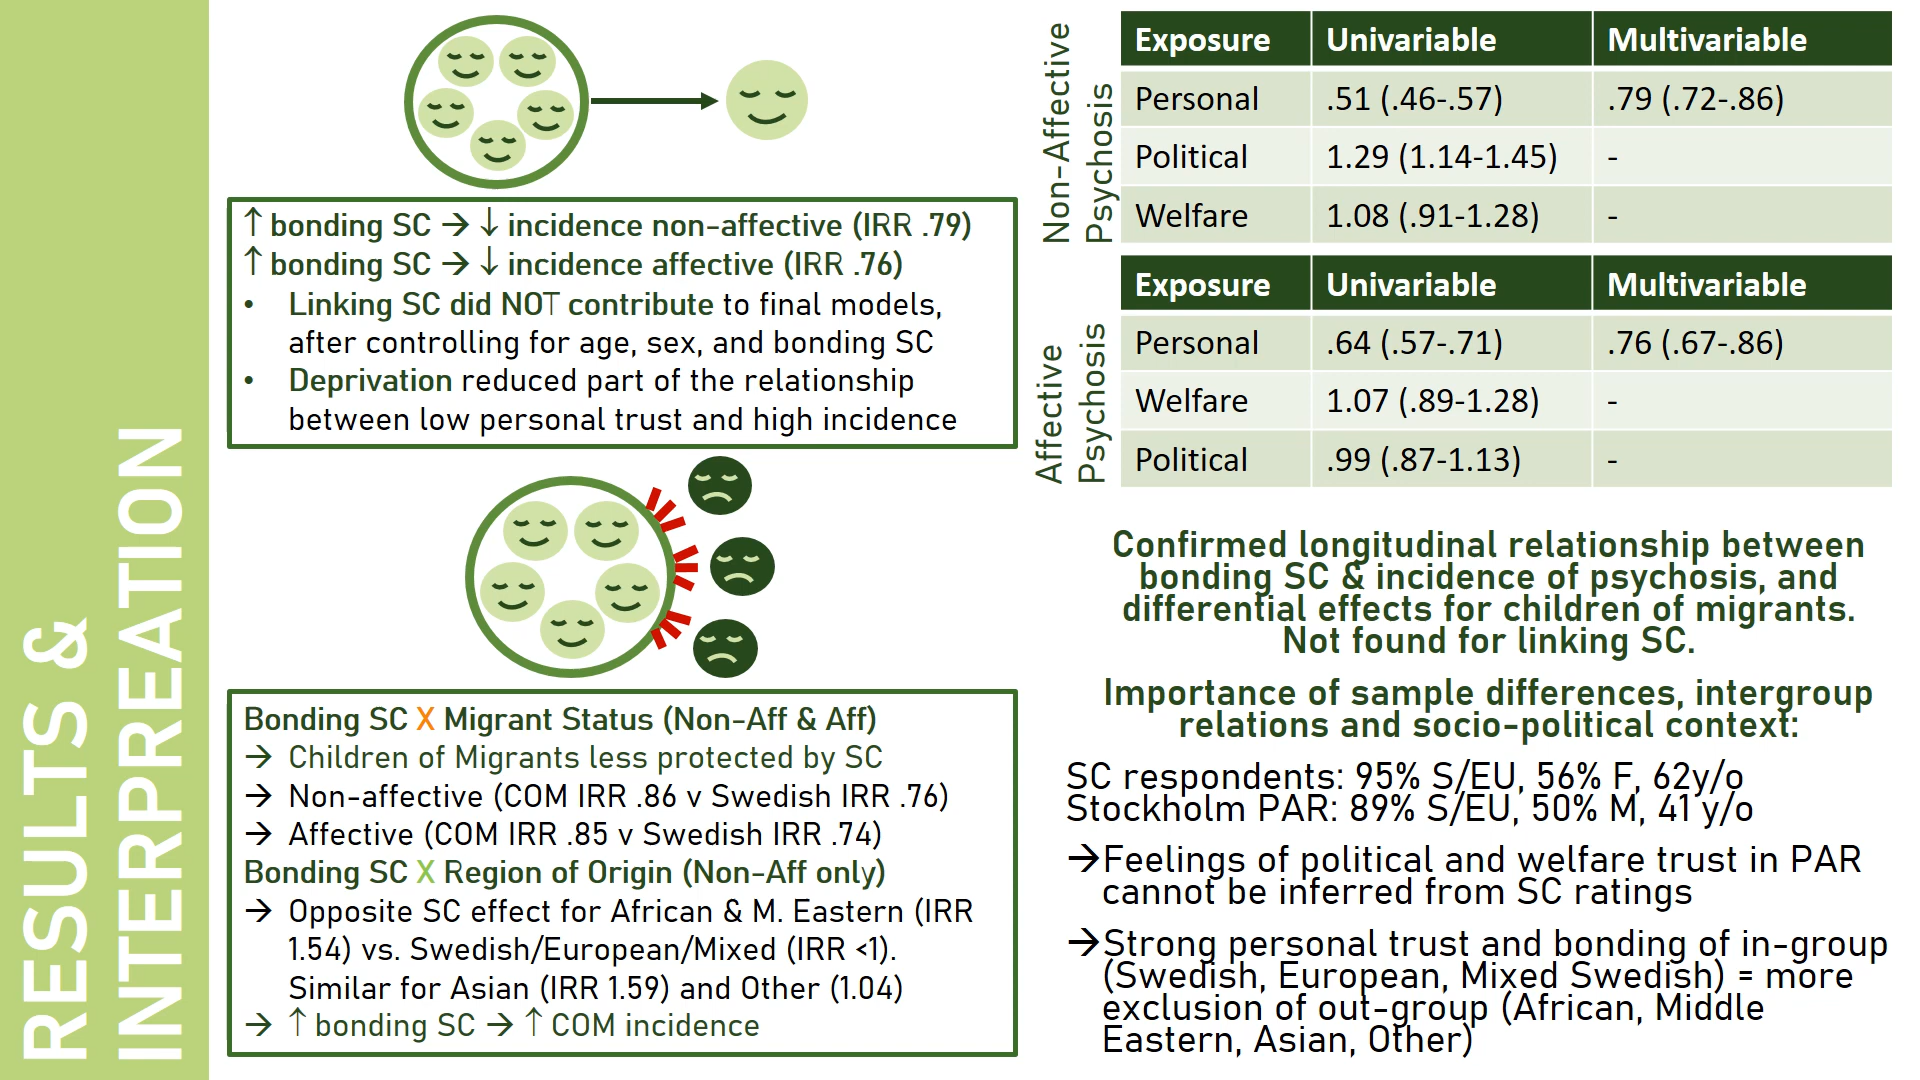 RESULTS &
INTERPREATION
↑ bonding SC → ↓ incidence non-affective (IRR .79)
↑ bonding SC → ↓ incidence affective (IRR .76)
• Linking SC did NOT contribute to final models,
after controlling for age, sex, and bonding SC
• Deprivation reduced part of the relationship
between low personal trust and high incidence
Bonding SC X Migrant Status (Non-Aff & Aff)
→ Children of Migrants less protected by SC
→ Non-affective (COM IRR .86 v Swedish IRR .76)
→ Affective (COM IRR .85 v Swedish IRR .74)
Bonding SC X Region of Origin (Non-Aff only)
→ Opposite SC effect for African & M. Eastern (IRR
1.54) vs. Swedish/European/Mixed (IRR <1).
Similar for Asian (IRR 1.59) and Other (1.04)
→ ↑ bonding SC → ↑ COM incidence
Non-Affective
Psychosis
Exposure Univariable Multivariable
Personal .51 (.46-.57) .79 (.72-.86)
Political 1.29 (1.14-1.45) -
Welfare 1.08 (.91-1.28) -
Affective
Psychosis
Exposure Univariable Multivariable
Personal .64 (.57-.71) .76 (.67-.86)
Welfare 1.07 (.89-1.28) -
Political .99 (.87-1.13) -
Confirmed longitudinal relationship between
bonding SC & incidence of psychosis, and
differential effects for children of migrants.
Not found for linking SC.
Importance of sample differences, intergroup
relations and socio-political context:
SC respondents: 95% S/EU, 56% F, 62y/o
Stockholm PAR: 89% S/EU, 50% M, 41 y/o
→Feelings of political and welfare trust in PAR
cannot be inferred from SC ratings
→Strong personal trust and bonding of in-group
(Swedish, European, Mixed Swedish) = more
exclusion of out-group (African, Middle
Eastern, Asian, Other)